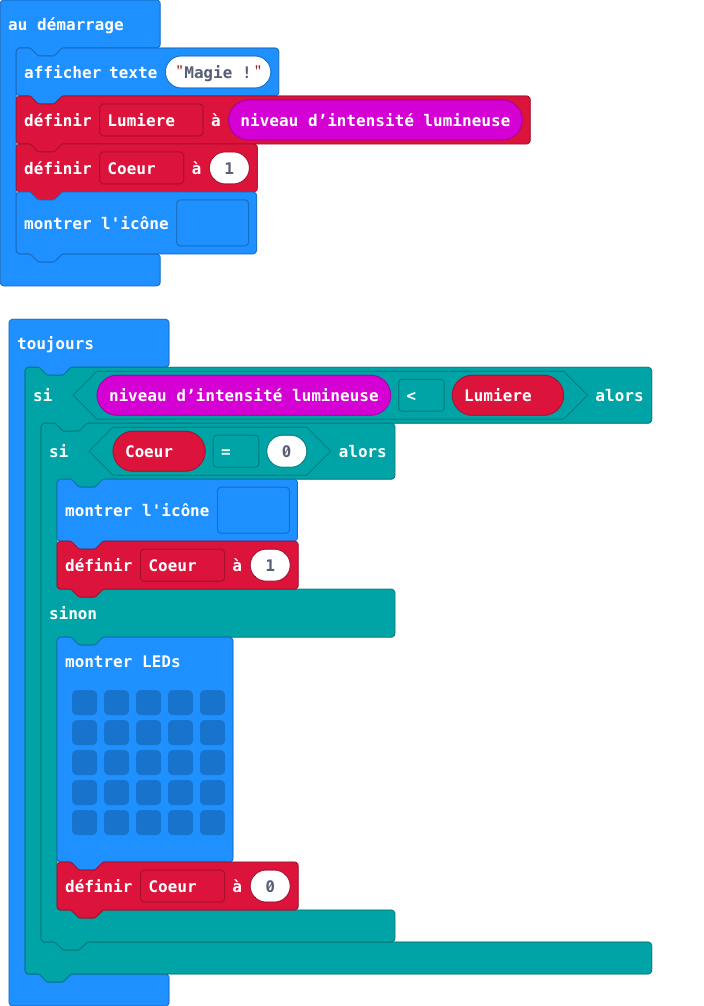 au démarrage
afficher texte "Magie !"
définir Lumiere à niveau d’intensité lumineuse
définir Coeur à 1
montrer l'icône
toujours
si niveau d’intensité lumineuse < Lumiere alors
si Coeur = 0 alors
montrer l'icône
définir Coeur à 1
sinon
montrer LEDs
définir Coeur à 0